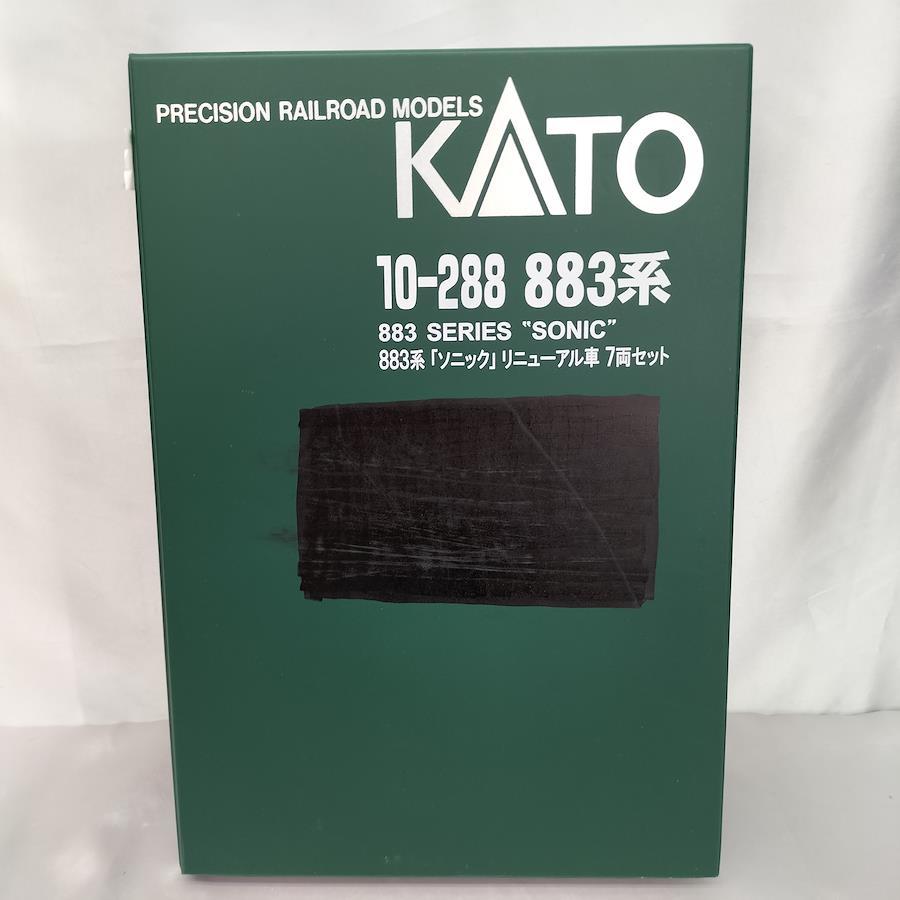 PRECISION RAILROAD MODELS
KATO
10-288 883系
883 SERIES "SONIC"
883系「ソニック」リニューアル車 7両セット